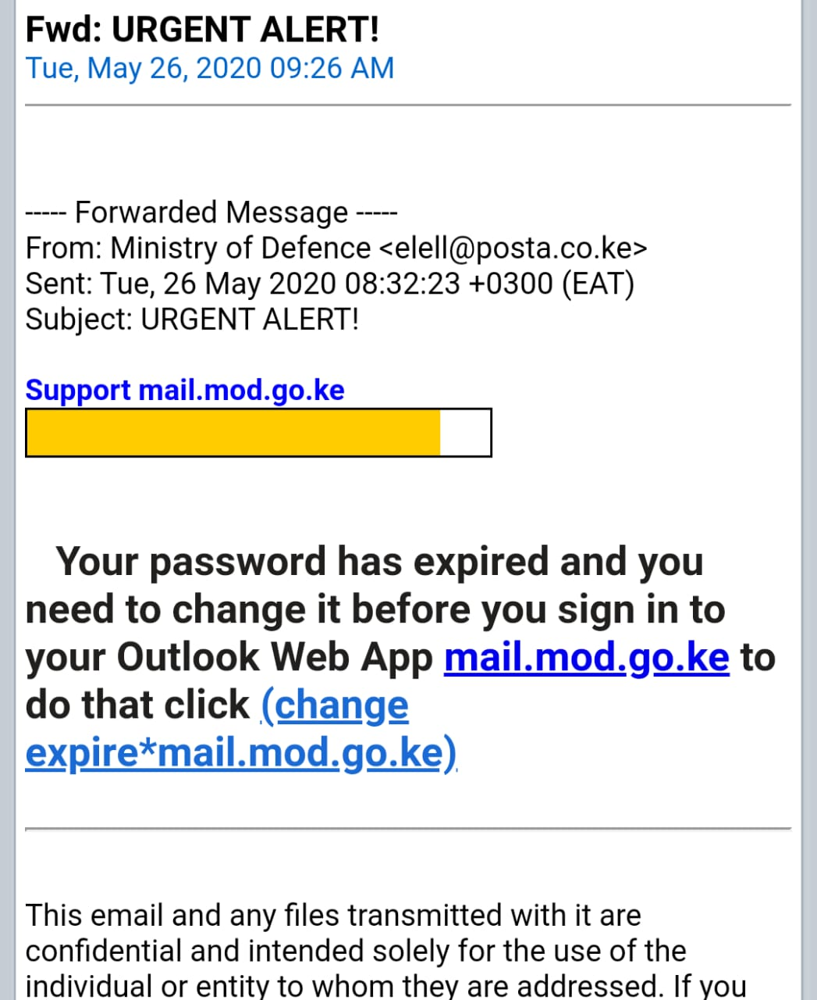 Fwd: URGENT ALERT!
Tue, May 26, 2020 09:26 AM
----- Forwarded Message -----
From: Ministry of Defence <elell@posta.co.ke>
Sent: Tue, 26 May 2020 08:32:23 +0300 (EAT)
Subject: URGENT ALERT!
Support mail.mod.go.ke
Your password has expired and you
need to change it before you sign in to
your Outlook Web App mail.mod.go.ke to
do that click (change
expire*mail.mod.go.ke)
This email and any files transmitted with it are
confidential and intended solely for the use of the
individual or entity to whom they are addressed. If you